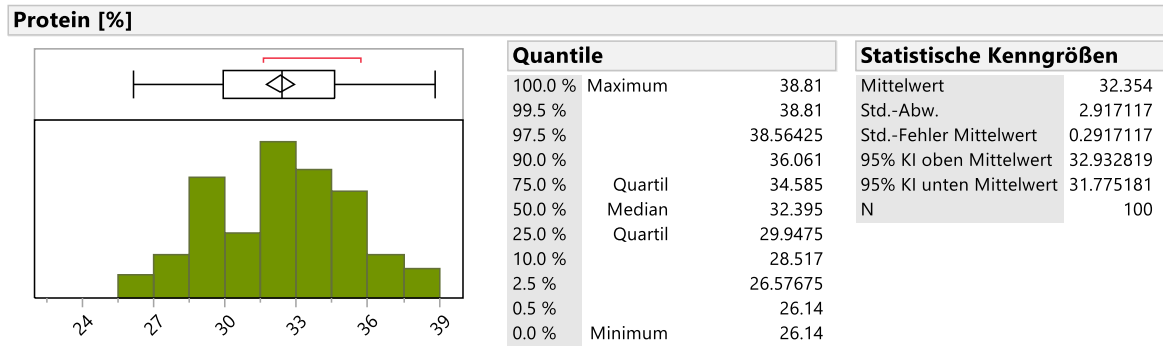 Protein [%]
24 27 30 33 36 39
Quantile
100.0 % Maximum 38.81
99.5 % 38.81
97.5 % 38.56425
90.0 % 36.061
75.0 % Quartil 34.585
50.0 % Median 32.395
25.0 % Quartil 29.9475
10.0 % 28.517
2.5 % 26.57675
0.5 % 26.14
0.0 % Minimum 26.14
Statistische Kenngrößen
Mittelwert 32.354
Std.-Abw. 2.917117
Std.-Fehler Mittelwert 0.2917117
95% KI oben Mittelwert 32.932819
95% KI unten Mittelwert 31.775181
N 100